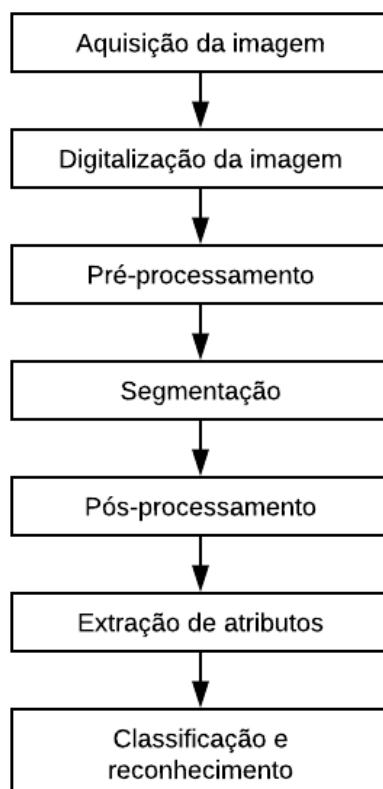 Aquisição da imagem
Digitalização da imagem
Pré-processamento
Segmentação
Pós-processamento
Extração de atributos
Classificação e
reconhecimento